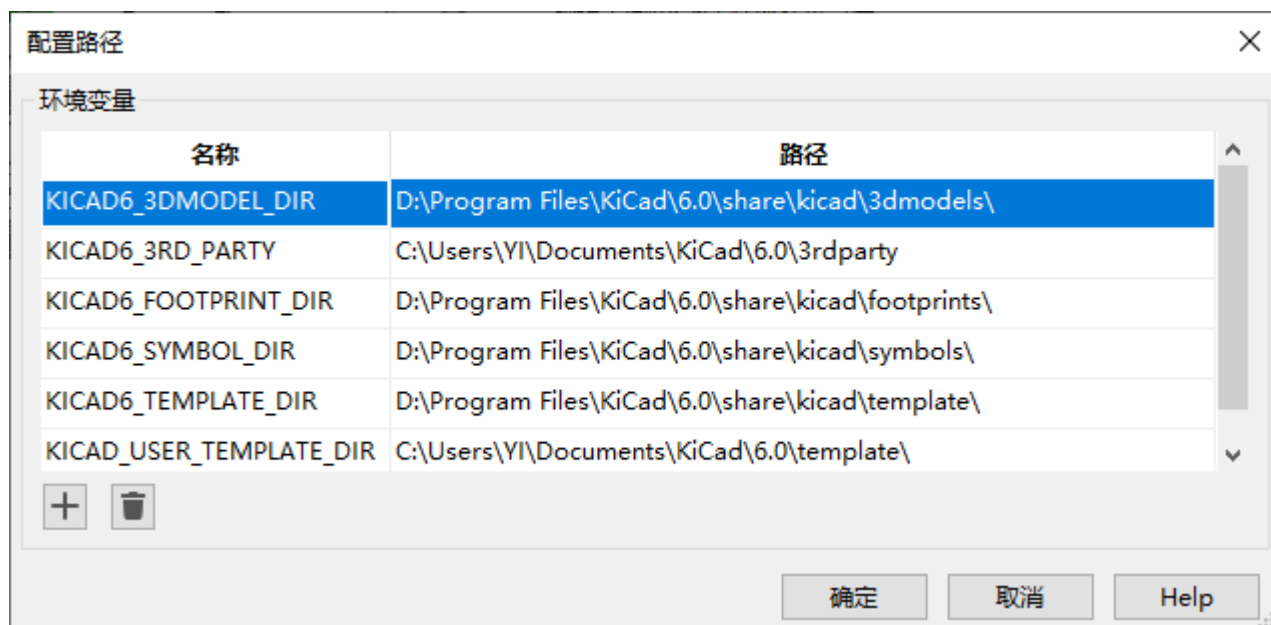 配置路径
环境变量
名称 路径
KICAD6_3DMODEL_DIR D:\Program Files\KiCad\6.0\share\kicad\3dmodels\
KICAD6_3RD_PARTY C:\Users\YI\Documents\KiCad\6.0\3rdparty
KICAD6_FOOTPRINT_DIR D:\Program Files\KiCad\6.0\share\kicad\footprints\
KICAD6_SYMBOL_DIR D:\Program Files\KiCad\6.0\share\kicad\symbols\
KICAD6_TEMPLATE_DIR D:\Program Files\KiCad\6.0\share\kicad\template\
KICAD_USER_TEMPLATE_DIR C:\Users\YI\Documents\KiCad\6.0\template\
确定 取消 Help